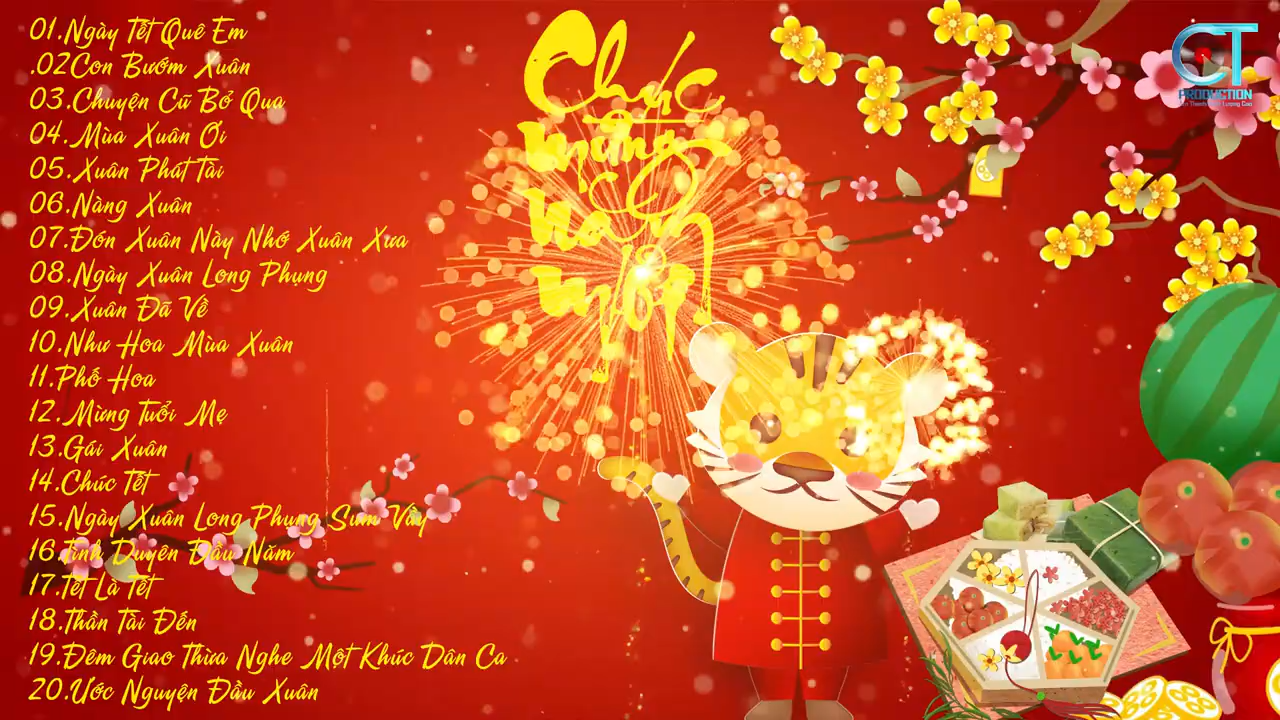 01.Ngày Tết Quê Em
.02Con Bướm Xuân
03.Chuyện Cũ Bỏ Qua
04.Mùa Xuân Ơi
05.Xuân Phát Tài
06.Nàng Xuân
07.Đón Xuân Này Nhớ Xuân Xưa
08.Ngày Xuân Long Phụng
09.Xuân Đã Về
10.Như Hoa Mùa Xuân
11.Phố Hoa
12.Mừng Tuổi Mẹ
13.Gái Xuân
14.Chúc Tết
15.Ngày Xuân Long Phụng Sum Vầy
16.Tình Duyên Đầu Năm
17.Tết Là Tết
18.Thần Tài Đến
19.Đêm Giao Thừa Nghe Một Khúc Dân Ca
20.Ước Nguyện Đầu Xuân
Chúc
mừng
Năm
mới
CT
PRODUCTION
Lượng Cao